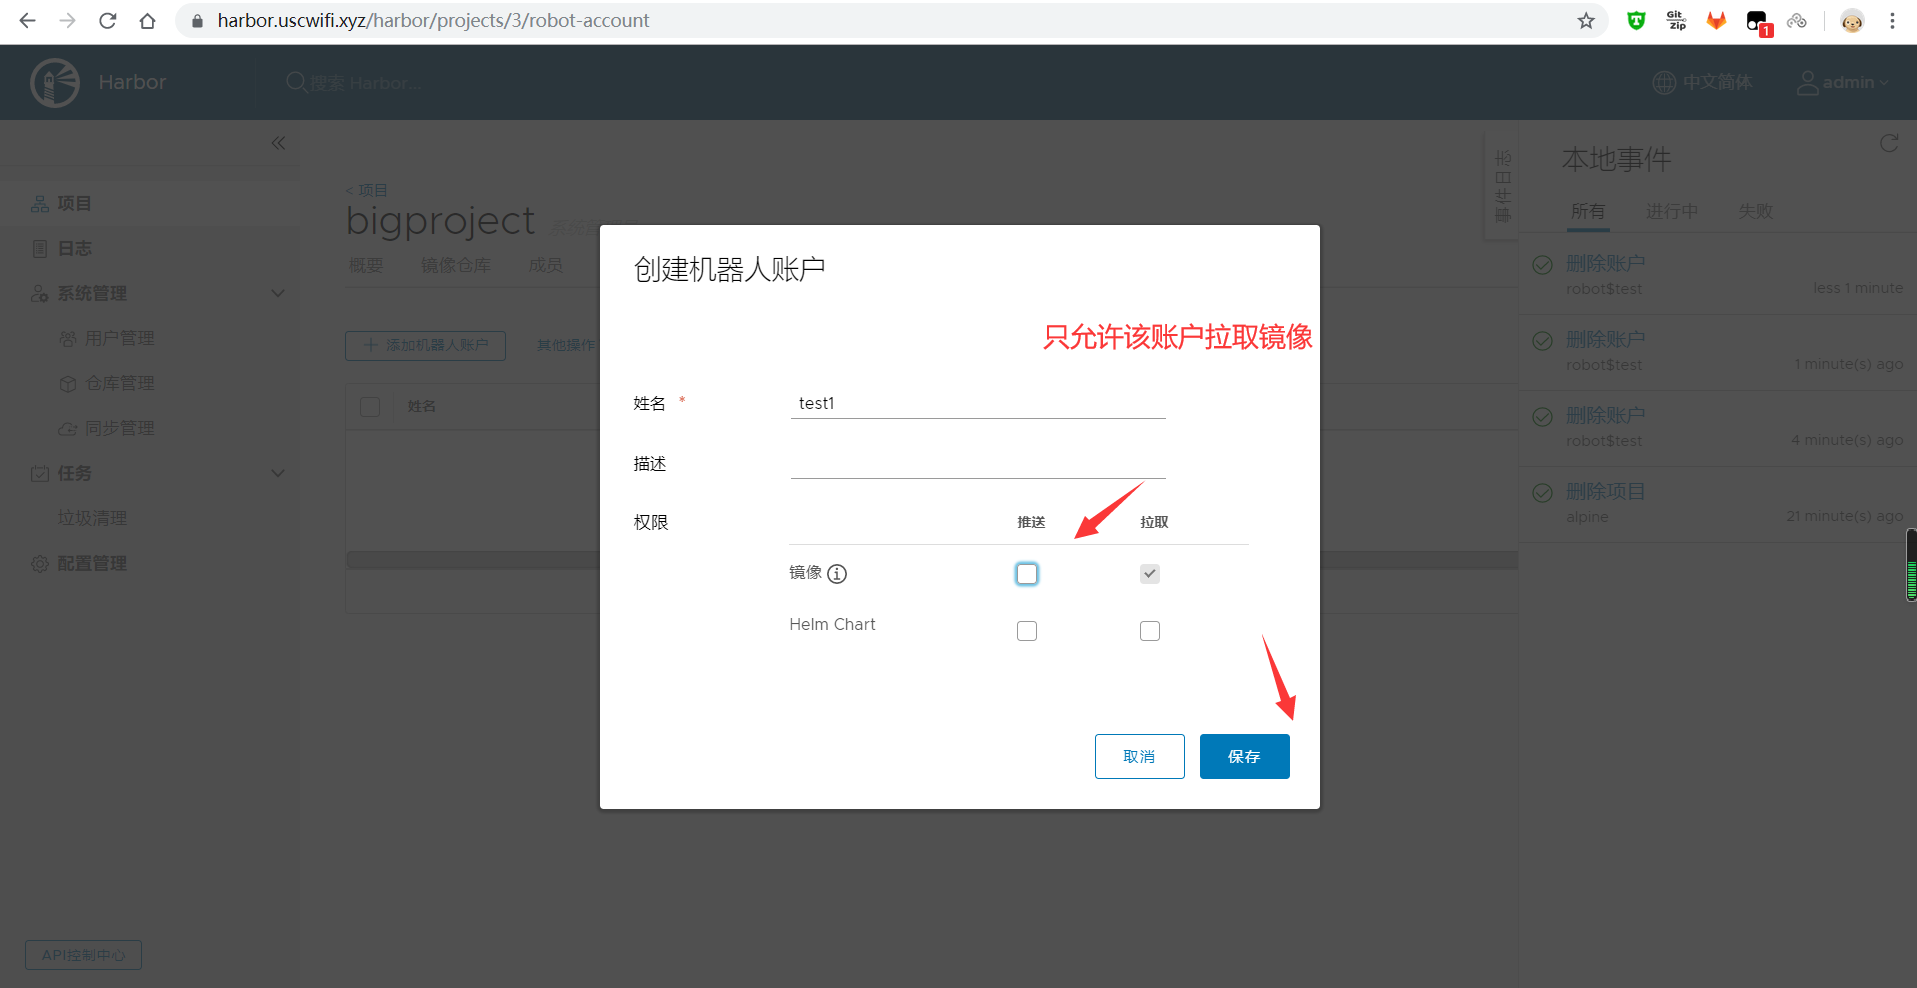 harbor.uscwifi.xyz/harbor/projects/3/robot-account
Git
Zip
1
Harbor
搜索 Harbor...
中文简体
admin
项目
日志
系统管理
用户管理
仓库管理
同步管理
任务
垃圾清理
配置管理
API控制中心
< 项目
bigproject
概要
镜像仓库
成员
添加机器人账户
其他操作
姓名
创建机器人账户
只允许该账户拉取镜像
姓名 *
test1
描述
权限
推送
拉取
镜像
Helm Chart
取消
保存
事件日志
本地事件
所有
进行中
失败
删除账户
robot$test
less 1 minute
删除账户
robot$test
1 minute(s) ago
删除账户
robot$test
4 minute(s) ago
删除项目
alpine
21 minute(s) ago